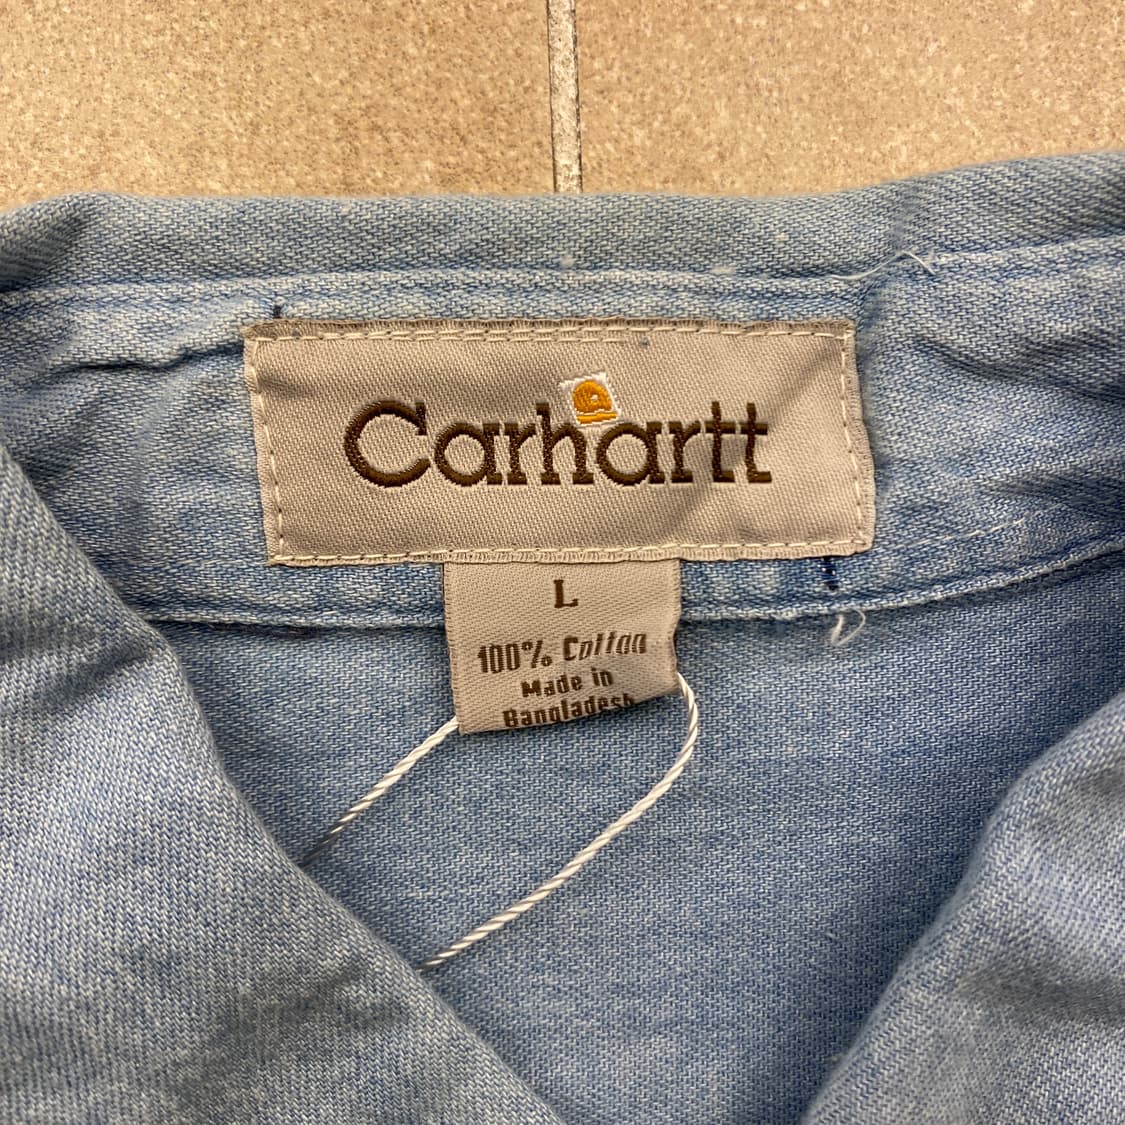 Carhartt
L
100% Cotton
Made in
Bangladesh